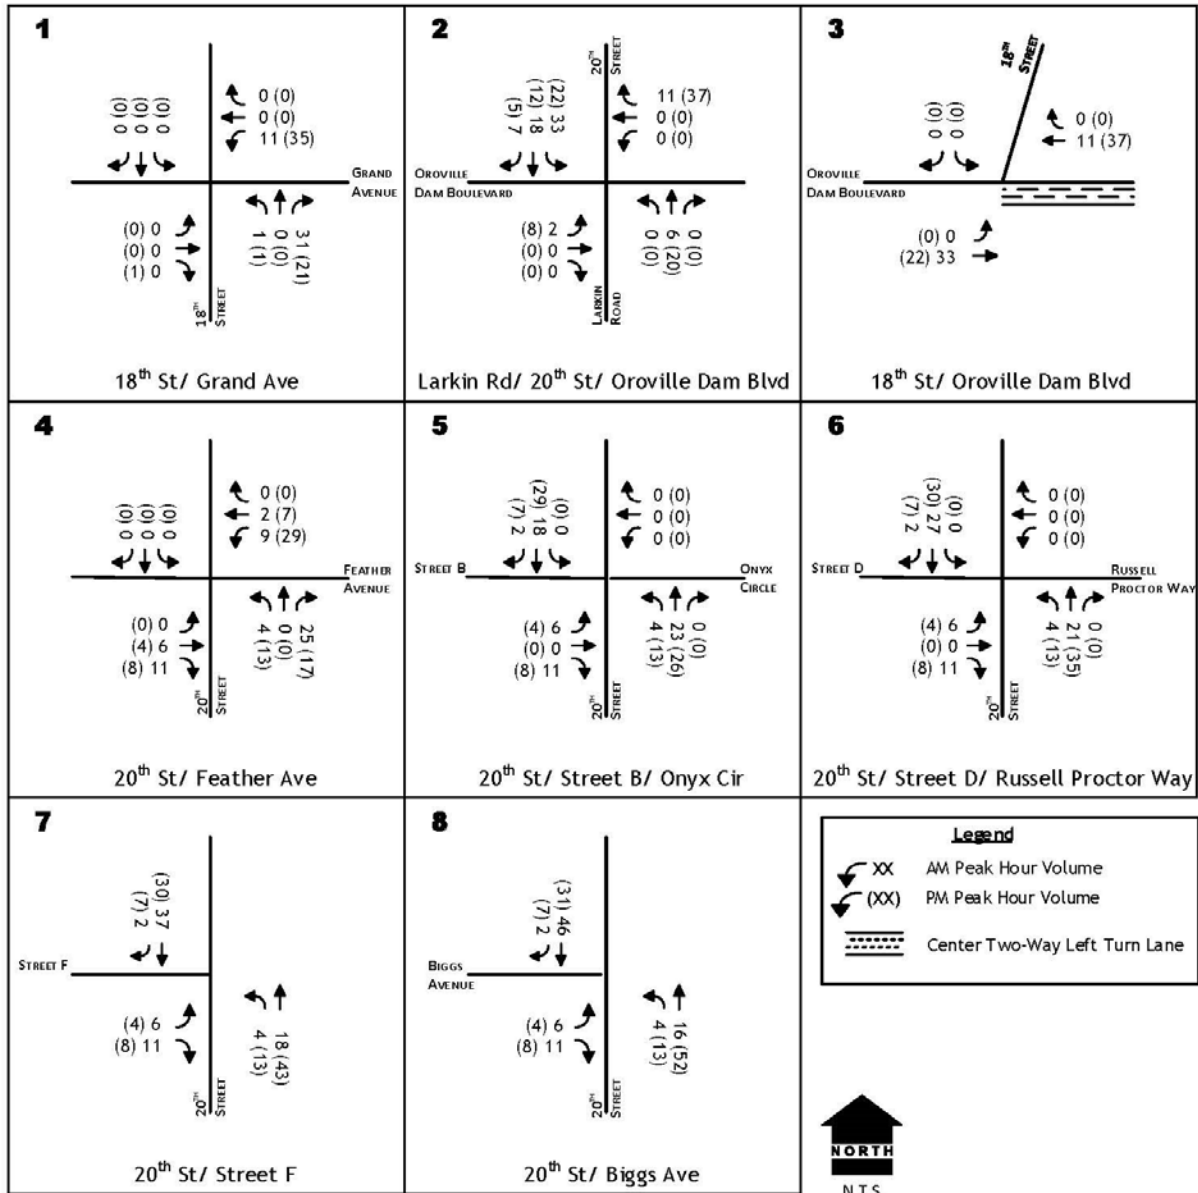 1
(0) 0
(0) 0
(0) 0
0 (0)
0 (0)
11 (35)
GRAND
AVENUE
(0) 0
(0) 0
(1) 0
1 (1)
0 (0)
31 (21)
18TH
STREET
18th St/ Grand Ave
2
20TH
STREET
(5) 7
(12) 18
(22) 33
11 (37)
0 (0)
0 (0)
OROVILLE
DAM BOULEVARD
(8) 2
(0) 0
(0) 0
0 (0)
6 (20)
0 (0)
LARKIN
ROAD
Larkin Rd/ 20th St/ Oroville Dam Blvd
3
18TH
STREET
(0) 0
(0) 0
0 (0)
11 (37)
OROVILLE
DAM BOULEVARD
(0) 0
(22) 33
18th St/ Oroville Dam Blvd
4
(0) 0
(0) 0
(0) 0
0 (0)
2 (7)
9 (29)
FEATHER
AVENUE
(0) 0
(4) 6
(8) 11
4 (13)
0 (0)
25 (17)
20TH
STREET
20th St/ Feather Ave
5
(7) 2
(29) 18
(0) 0
0 (0)
0 (0)
0 (0)
STREET B
ONYX
CIRCLE
(4) 6
(0) 0
(8) 11
4 (13)
23 (26)
0 (0)
20TH
STREET
20th St/ Street B/ Onyx Cir
6
(7) 2
(30) 27
(0) 0
0 (0)
0 (0)
0 (0)
STREET D
RUSSELL
PROCTOR WAY
(4) 6
(0) 0
(8) 11
4 (13)
21 (35)
0 (0)
20TH
STREET
20th St/ Street D/ Russell Proctor Way
7
(7) 2
(30) 37
STREET F
(4) 6
(8) 11
4 (13)
18 (43)
20TH
STREET
20th St/ Street F
8
(7) 2
(31) 46
BIGGS
AVENUE
(4) 6
(8) 11
4 (13)
16 (52)
20TH
STREET
20th St/ Biggs Ave
Legend
XX AM Peak Hour Volume
(XX) PM Peak Hour Volume
Center Two-Way Left Turn Lane
NORTH
N.T.S.